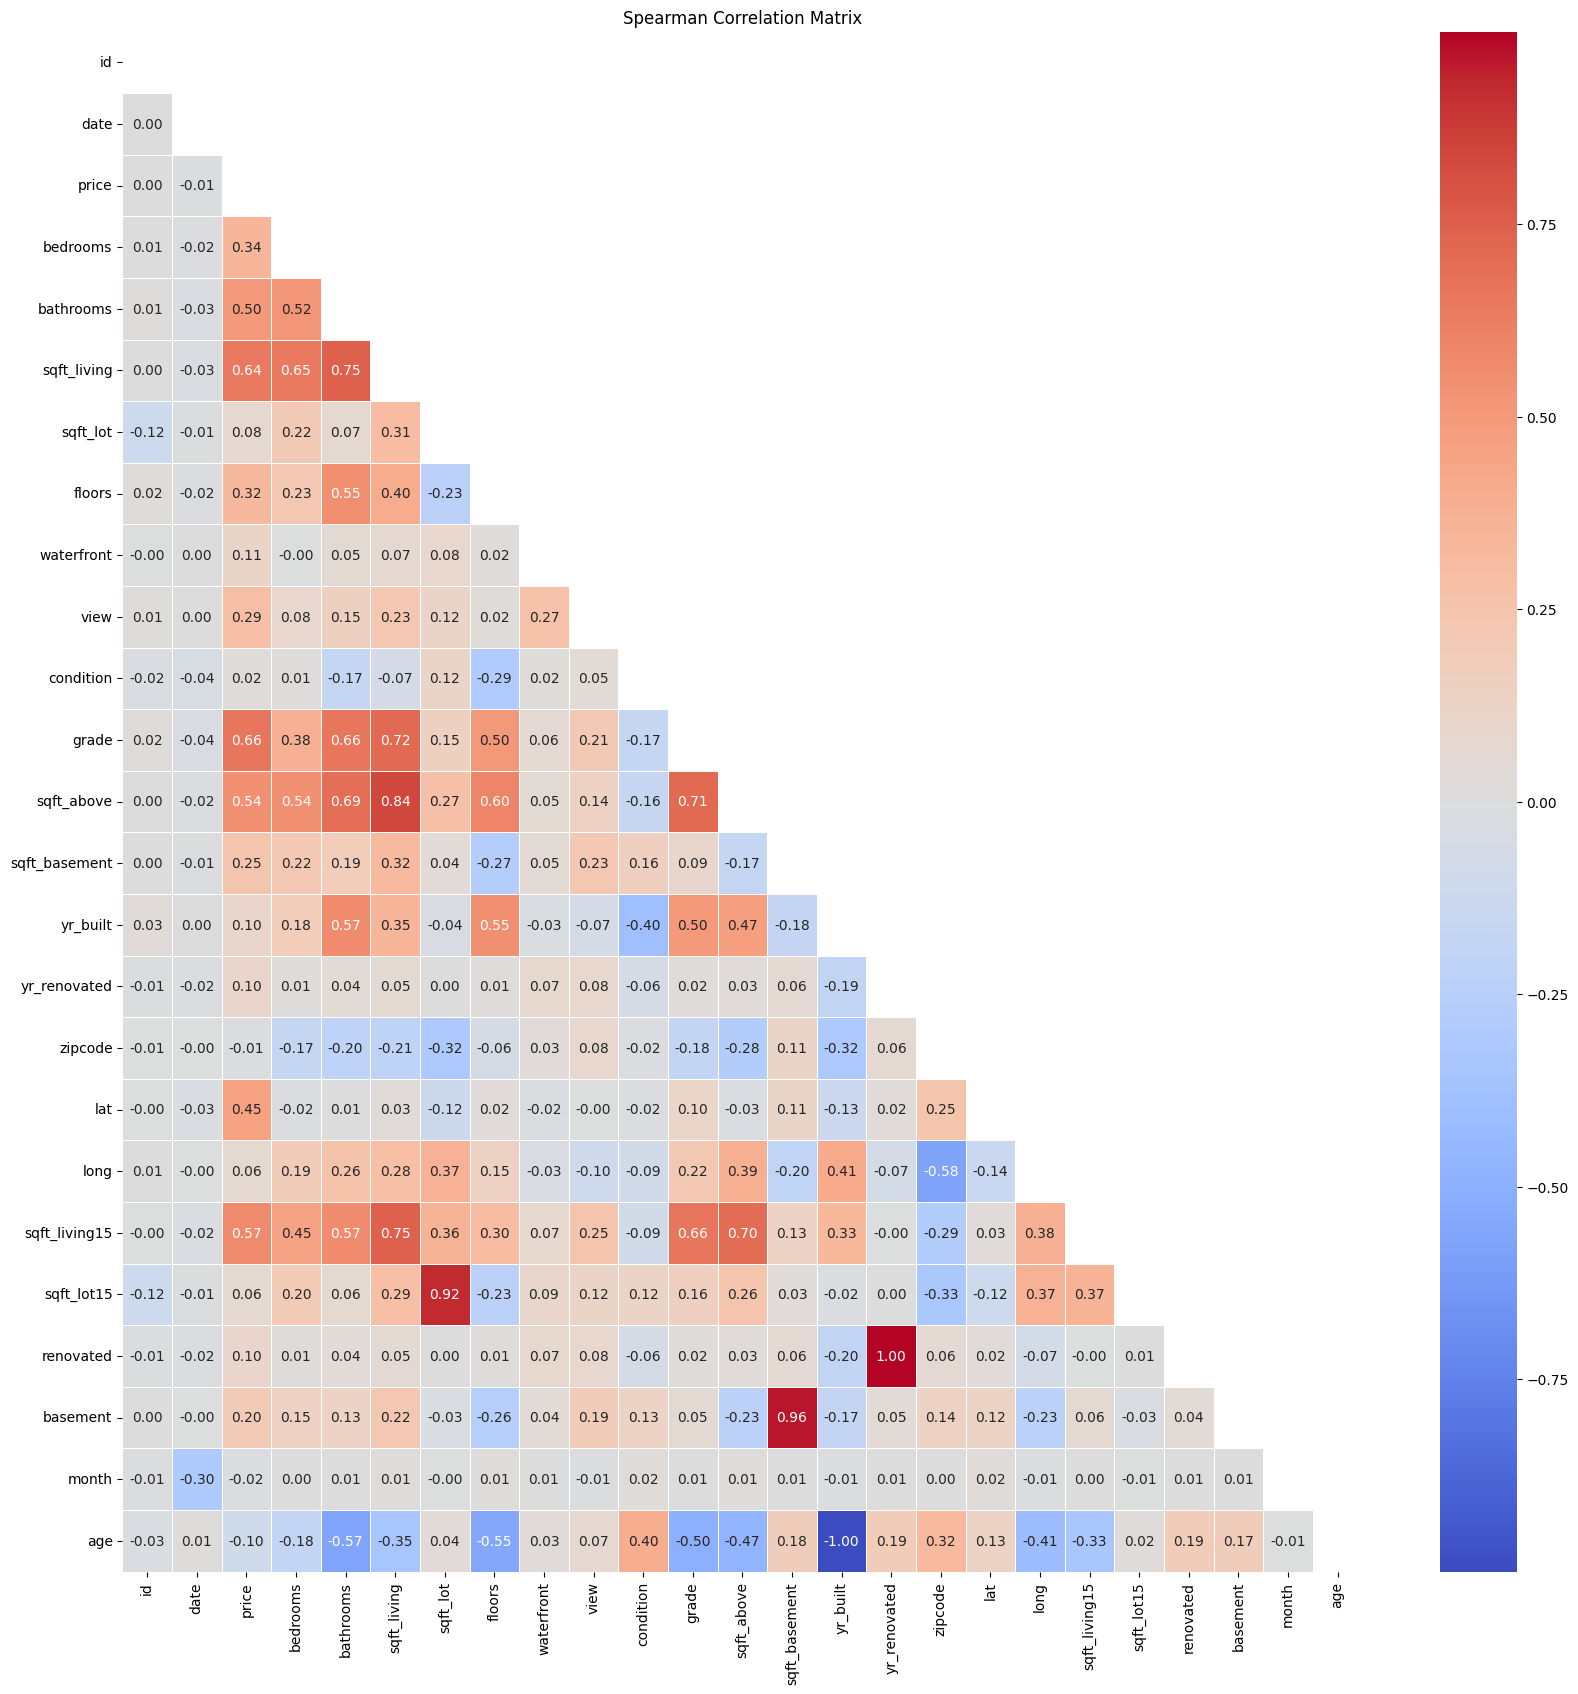 Spearman Correlation Matrix
id
date 0.00
price 0.00 -0.01
bedrooms 0.01 -0.02 0.34
bathrooms 0.01 -0.03 0.50 0.52
sqft_living 0.00 -0.03 0.64 0.65 0.75
sqft_lot -0.12 -0.01 0.08 0.22 0.07 0.31
floors 0.02 -0.02 0.32 0.23 0.55 0.40 -0.23
waterfront -0.00 0.00 0.11 -0.00 0.05 0.07 0.08 0.02
view 0.01 0.00 0.29 0.08 0.15 0.23 0.12 0.02 0.27
condition -0.02 -0.04 0.02 0.01 -0.17 -0.07 0.12 -0.29 0.02 0.05
grade 0.02 -0.04 0.66 0.38 0.66 0.72 0.15 0.50 0.06 0.21 -0.17
sqft_above 0.00 -0.02 0.54 0.54 0.69 0.84 0.27 0.60 0.05 0.14 -0.16 0.71
sqft_basement 0.00 -0.01 0.25 0.22 0.19 0.32 0.04 -0.27 0.05 0.23 0.16 0.09 -0.17
yr_built 0.03 0.00 0.10 0.18 0.57 0.35 -0.04 0.55 -0.03 -0.07 -0.40 0.50 0.47 -0.18
yr_renovated -0.01 -0.02 0.10 0.01 0.04 0.05 0.00 0.01 0.07 0.08 -0.06 0.02 0.03 0.06 -0.19
zipcode -0.01 -0.00 -0.01 -0.17 -0.20 -0.21 -0.32 -0.06 0.03 0.08 -0.02 -0.18 -0.28 0.11 -0.32 0.06
lat -0.00 -0.03 0.45 -0.02 0.01 0.03 -0.12 0.02 -0.02 -0.00 -0.02 0.10 -0.03 0.11 -0.13 0.02 0.25
long 0.01 -0.00 0.06 0.19 0.26 0.28 0.37 0.15 -0.03 -0.10 -0.09 0.22 0.39 -0.20 0.41 -0.07 -0.58 -0.14
sqft_living15 -0.00 -0.02 0.57 0.45 0.57 0.75 0.36 0.30 0.07 0.25 -0.09 0.66 0.70 0.13 0.33 -0.00 -0.29 0.03 0.38
sqft_lot15 -0.12 -0.01 0.06 0.20 0.06 0.29 0.92 -0.23 0.09 0.12 0.12 0.16 0.26 0.03 -0.02 0.00 -0.33 -0.12 0.37 0.37
renovated -0.01 -0.02 0.10 0.01 0.04 0.05 0.00 0.01 0.07 0.08 -0.06 0.02 0.03 0.06 -0.20 1.00 0.06 0.02 -0.07 -0.00 0.01
basement 0.00 -0.00 0.20 0.15 0.13 0.22 -0.03 -0.26 0.04 0.19 0.13 0.05 -0.23 0.96 -0.17 0.05 0.14 0.12 -0.23 0.06 -0.03 0.04
month -0.01 -0.30 -0.02 0.00 0.01 0.01 -0.00 0.01 0.01 -0.01 0.02 0.01 0.01 0.01 -0.01 0.01 0.00 0.02 -0.01 0.00 -0.01 0.01 0.01
age -0.03 0.01 -0.10 -0.18 -0.57 -0.35 0.04 -0.55 0.03 0.07 0.40 -0.50 -0.47 0.18 -1.00 0.19 0.32 0.13 -0.41 -0.33 0.02 0.19 0.17 -0.01
id date price bedrooms bathrooms sqft_living sqft_lot floors waterfront view condition grade sqft_above sqft_basement yr_built yr_renovated zipcode lat long sqft_living15 sqft_lot15 renovated basement month age
0.75
0.50
0.25
0.00
−0.25
−0.50
−0.75